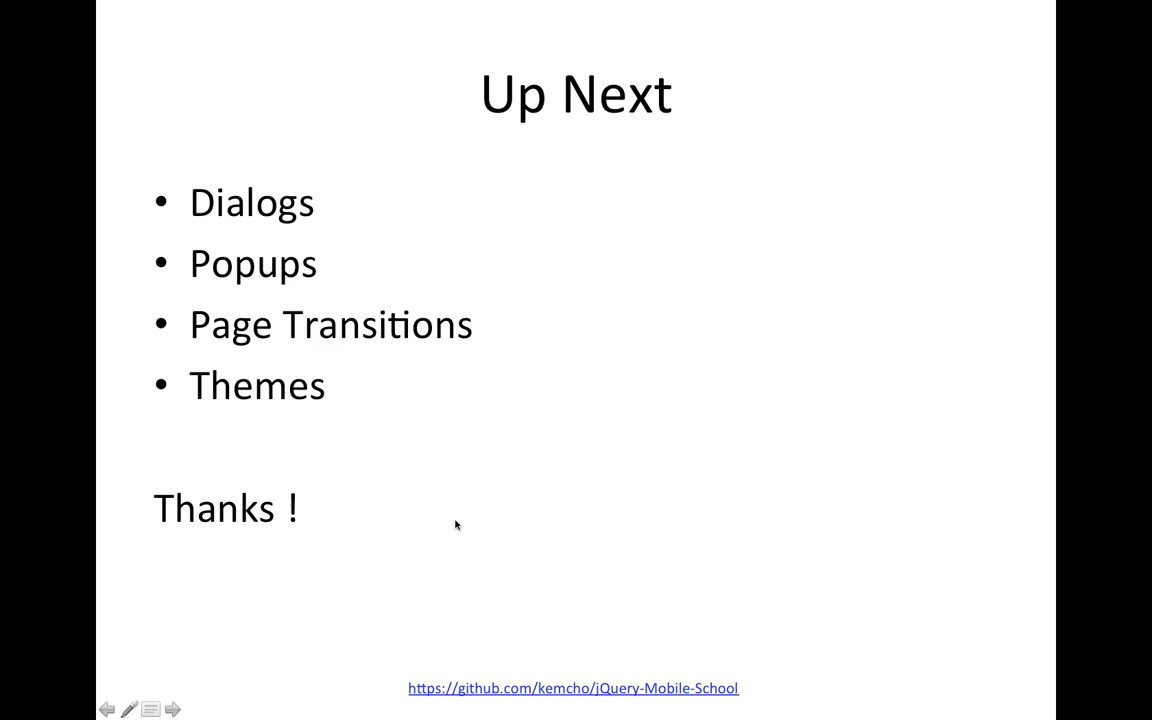 Up Next
• Dialogs
• Popups
• Page Transitions
• Themes
Thanks !
https://github.com/kemcho/jQuery-Mobile-School